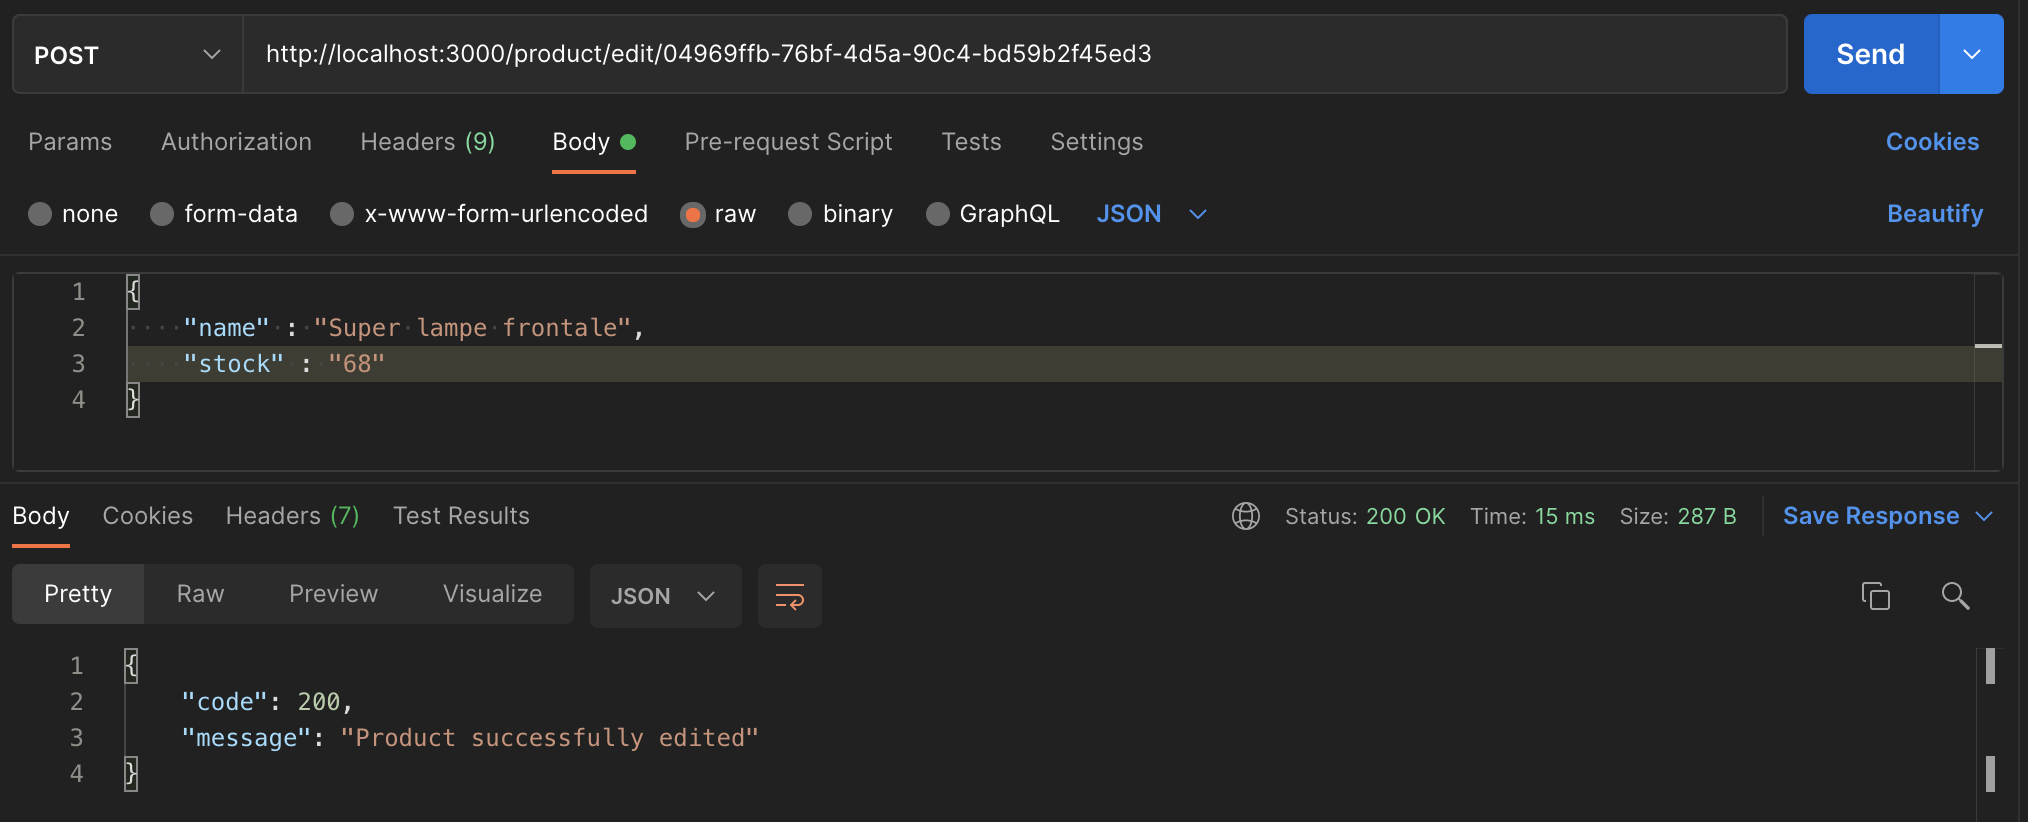 POST http://localhost:3000/product/edit/04969ffb-76bf-4d5a-90c4-bd59b2f45ed3 Send
Params Authorization Headers (9) Body Pre-request Script Tests Settings Cookies
none form-data x-www-form-urlencoded raw binary GraphQL JSON Beautify
1 {
2 "name" : "Super lampe frontale",
3 "stock" : "68"
4 }
Body Cookies Headers (7) Test Results Status: 200 OK Time: 15 ms Size: 287 B Save Response
Pretty Raw Preview Visualize JSON
1 {
2 "code": 200,
3 "message": "Product successfully edited"
4 }